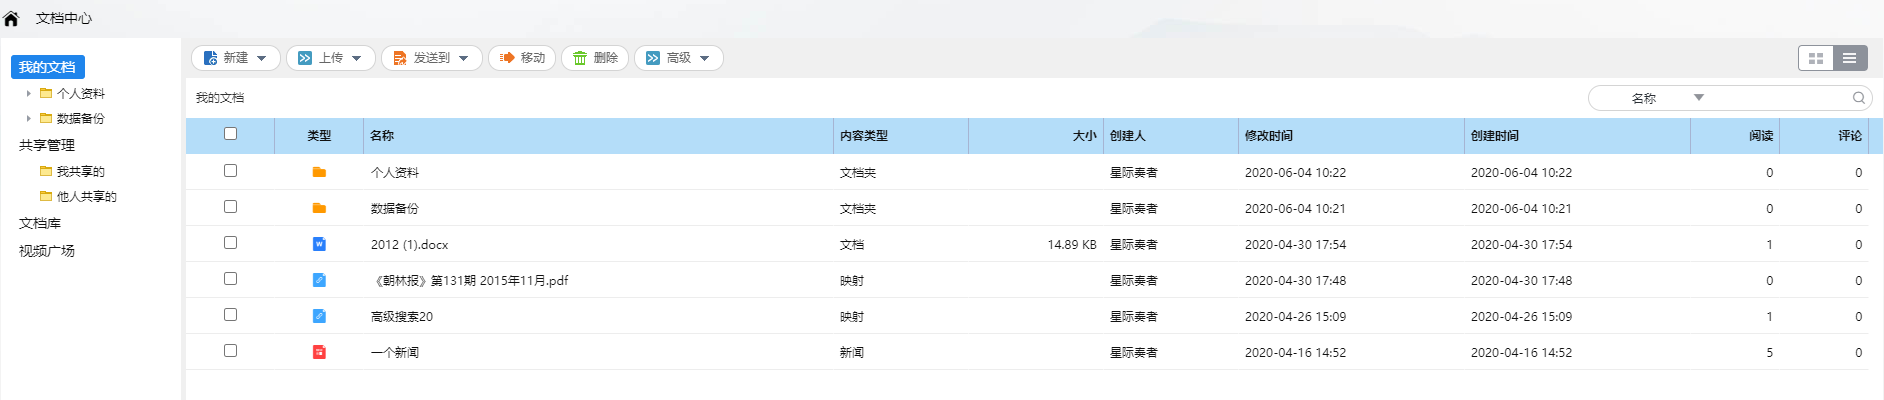 文档中心
我的文档
个人资料
数据备份
共享管理
我共享的
他人共享的
文档库
视频广场
新建 上传 发送到 移动 删除 高级
我的文档 名称
类型 名称 内容类型 大小 创建人 修改时间 创建时间 阅读 评论
个人资料 文档夹 星际奏者 2020-06-04 10:22 2020-06-04 10:22 0 0
数据备份 文档夹 星际奏者 2020-06-04 10:21 2020-06-04 10:21 0 0
2012 (1).docx 文档 14.89 KB 星际奏者 2020-04-30 17:54 2020-04-30 17:54 1 0
《朝林报》第131期 2015年11月.pdf 映射 星际奏者 2020-04-30 17:48 2020-04-30 17:48 0 0
高级搜索20 映射 星际奏者 2020-04-26 15:09 2020-04-26 15:09 1 0
一个新闻 新闻 星际奏者 2020-04-16 14:52 2020-04-16 14:52 5 0